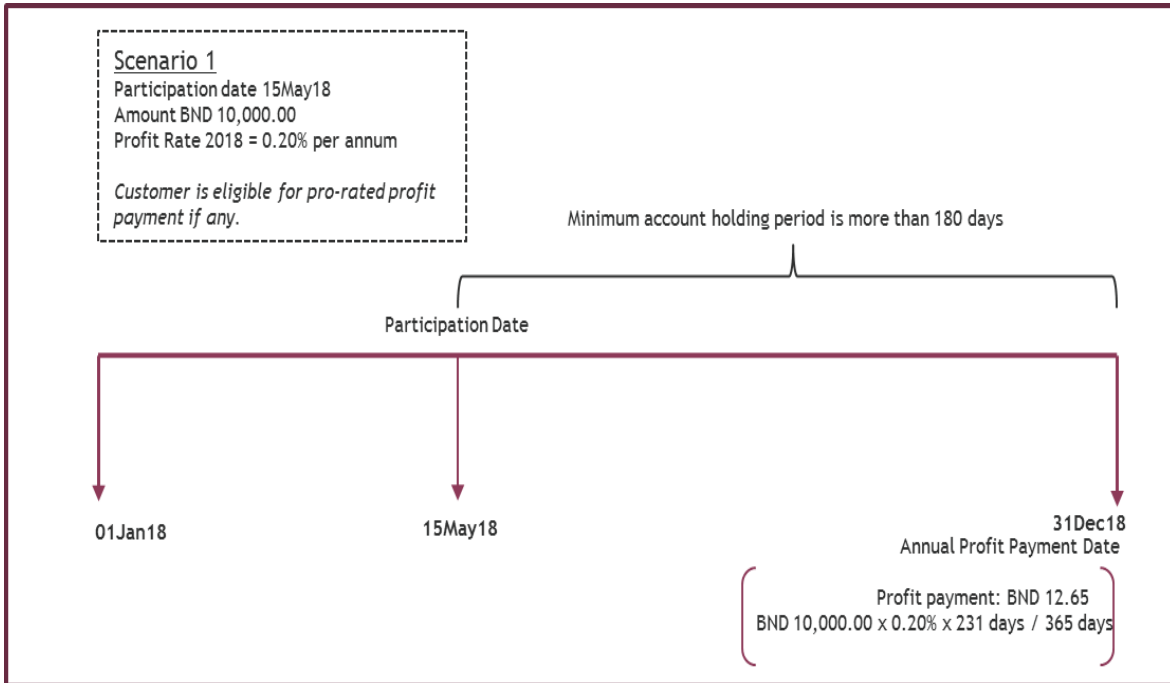 Scenario 1
Participation date 15May18
Amount BND 10,000.00
Profit Rate 2018 = 0.20% per annum
Customer is eligible for pro-rated profit
payment if any.
Minimum account holding period is more than 180 days
Participation Date
01Jan18
15May18
31Dec18
Annual Profit Payment Date
Profit payment: BND 12.65
BND 10,000.00 x 0.20% x 231 days / 365 days